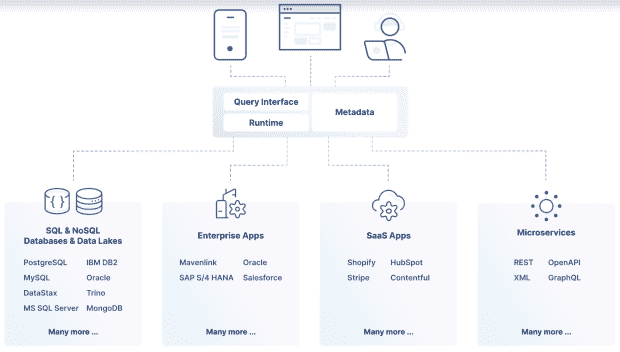 Query Interface
Runtime
Metadata
SQL & NoSQL
Databases & Data Lakes
PostgreSQL IBM DB2
MySQL Oracle
DataStax Trino
MS SQL Server MongoDB
Many more ...
Enterprise Apps
Mavenlink Oracle
SAP S/4 HANA Salesforce
Many more ...
SaaS Apps
Shopify HubSpot
Stripe Contentful
Many more ...
Microservices
REST OpenAPI
XML GraphQL
Many more ...